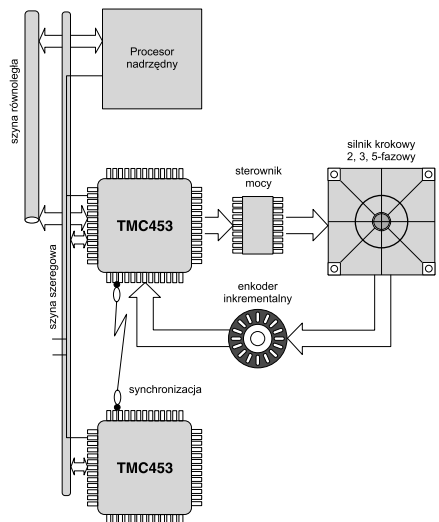 Procesor
nadrzędny
szyna równoległa
silnik krokowy
2, 3, 5-fazowy
sterownik
mocy
TMC453
szyna szeregowa
enkoder
inkrementalny
synchronizacja
TMC453